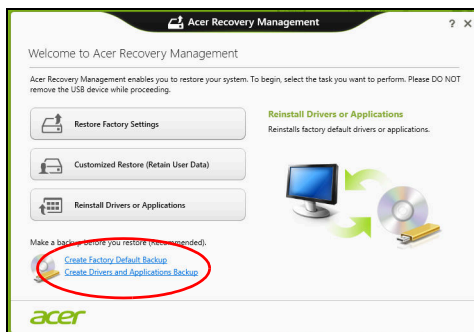 Acer Recovery Management
? X
Welcome to Acer Recovery Management
Acer Recovery Management enables you to restore your system. To begin, select the task you want to perform. Please DO NOT
remove the USB device while proceeding.
Restore Factory Settings
Customized Restore (Retain User Data)
Reinstall Drivers or Applications
Reinstall Drivers or Applications
Reinstalls factory default drivers or applications.
Make a backup before you restore (Recommended).
Create Factory Default Backup
Create Drivers and Applications Backup
acer